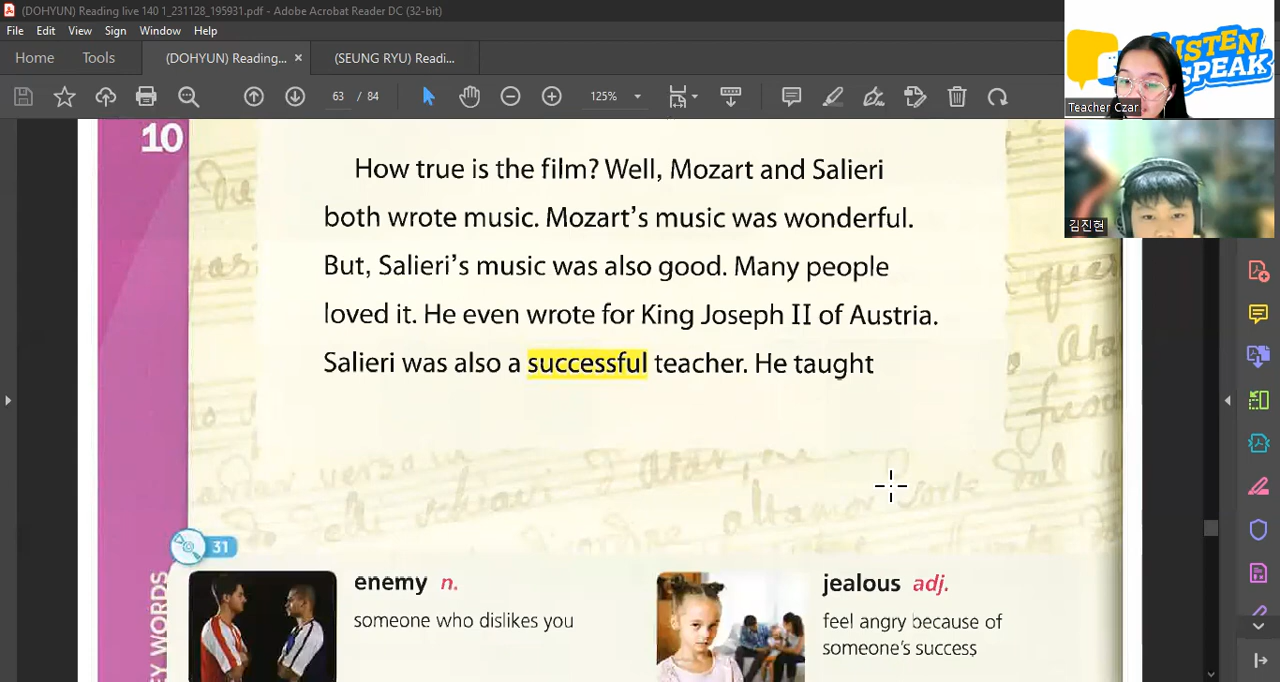 (DOHYUN) Reading live 140 1_231128_195931.pdf - Adobe Acrobat Reader DC (32-bit)
File Edit View Sign Window Help
Home Tools (DOHYUN) Reading... × (SEUNG RYU) Readi...
63 / 84 125%
LISTEN
SPEAK
Teacher Czar
김진현
10
How true is the film? Well, Mozart and Salieri
both wrote music. Mozart's music was wonderful.
But, Salieri's music was also good. Many people
loved it. He even wrote for King Joseph II of Austria.
Salieri was also a successful teacher. He taught
31
KEY WORDS
enemy n.
someone who dislikes you
jealous adj.
feel angry because of
someone's success